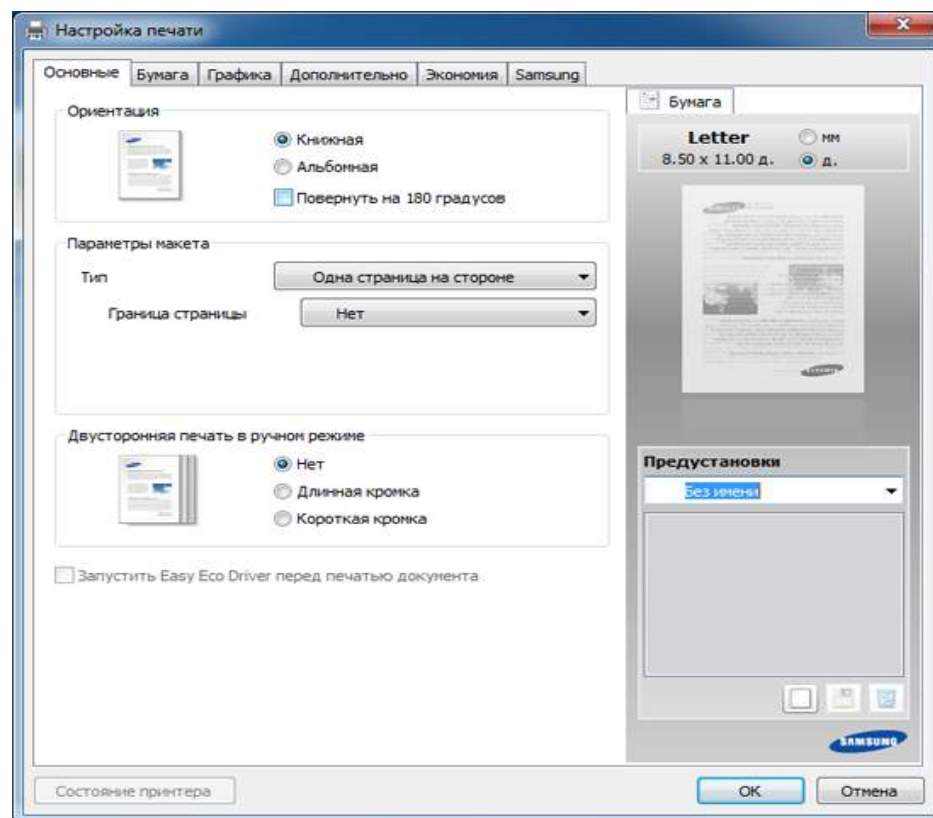 Настройка печати
Основные Бумага Графика Дополнительно Экономия Samsung
Ориентация
Книжная
Альбомная
Повернуть на 180 градусов
Параметры макета
Тип Одна страница на стороне
Граница страницы Нет
Двусторонняя печать в ручном режиме
Нет
Длинная кромка
Короткая кромка
Запустить Easy Eco Driver перед печатью документа
Бумага
Letter мм
8.50 x 11.00 д. д.
Предустановки
Без имени
SAMSUNG
Состояние принтера OK Отмена